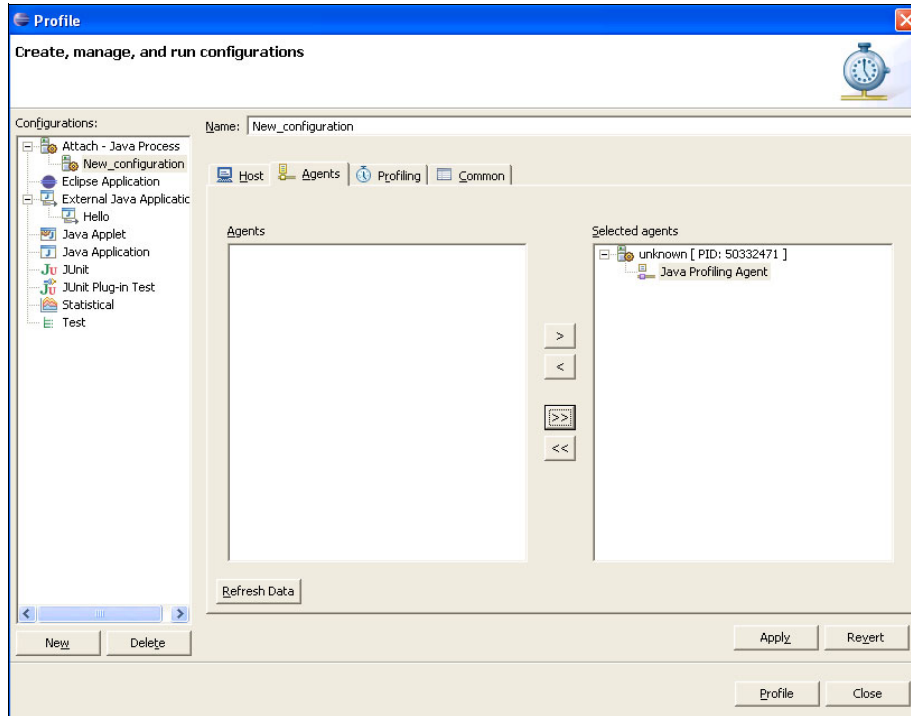 Profile
Create, manage, and run configurations
Configurations:
Name: New_configuration
Attach - Java Process
New_configuration
Eclipse Application
External Java Applicatic
Hello
Java Applet
Java Application
JUnit
JUnit Plug-in Test
Statistical
Test
Host Agents Profiling Common
Agents
Selected agents
unknown [ PID: 50332471 ]
Java Profiling Agent
>
<
>>
<<
Refresh Data
New Delete
Apply Revert
Profile Close